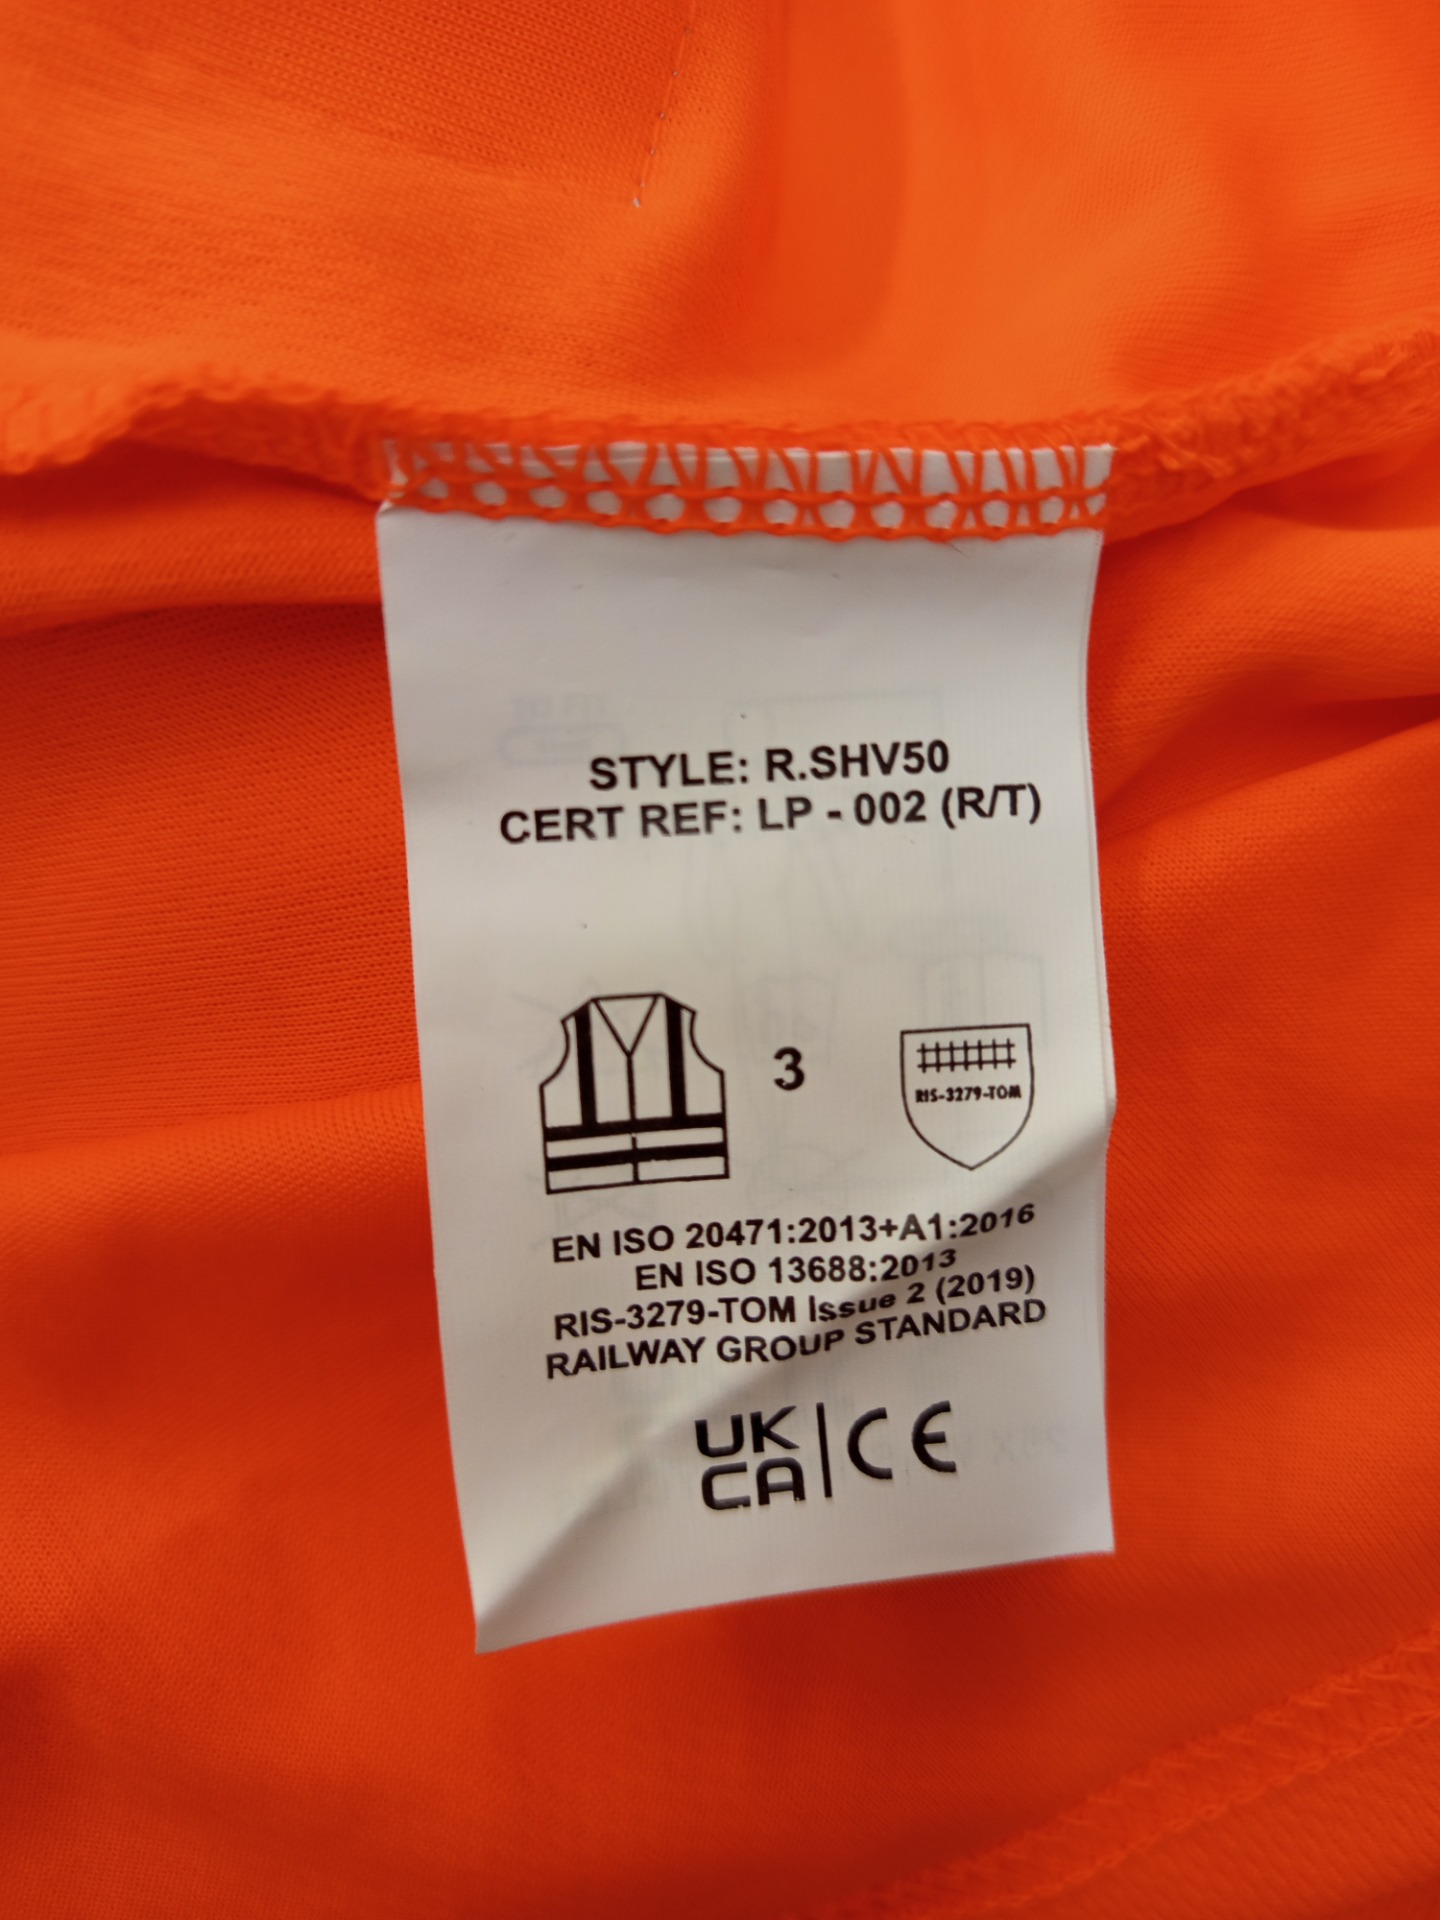 STYLE: R.SHV50
CERT REF: LP - 002 (R/T)
3
RIS-3279-TOM
EN ISO 20471:2013+A1:2016
EN ISO 13688:2013
RIS-3279-TOM Issue 2 (2019)
RAILWAY GROUP STANDARD
UK
CA
CE